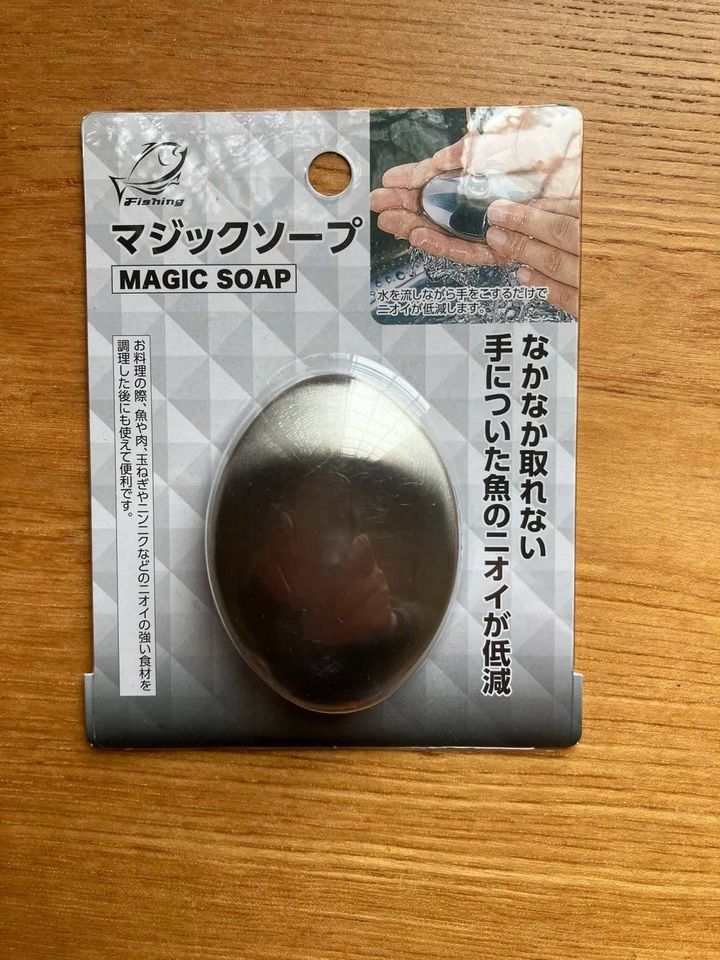 Fishing
マジックソープ
MAGIC SOAP
水を流しながら手をこするだけで
ニオイが低減します。
なかなか取れない
手についた魚のニオイが低減
お料理の際、魚や肉、玉ねぎやニンニクなどのニオイの強い食材を
調理した後にも使えて便利です。